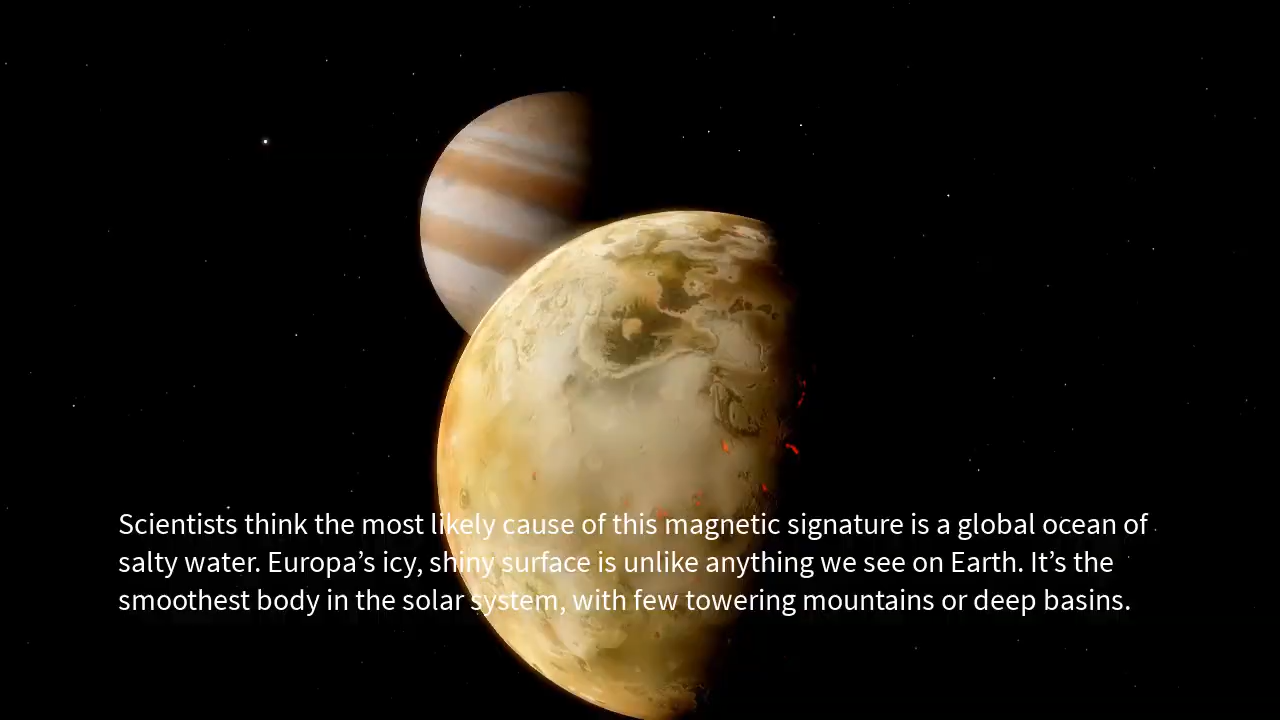 Scientists think the most likely cause of this magnetic signature is a global ocean of
salty water. Europa’s icy, shiny surface is unlike anything we see on Earth. It’s the
smoothest body in the solar system, with few towering mountains or deep basins.